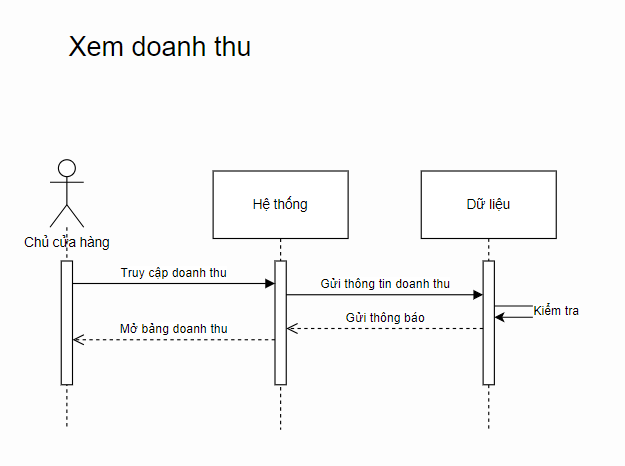 Xem doanh thu
Hệ thống
Dữ liệu
Chủ cửa hàng
Truy cập doanh thu
Gửi thông tin doanh thu
Kiểm tra
Gửi thông báo
Mở bảng doanh thu